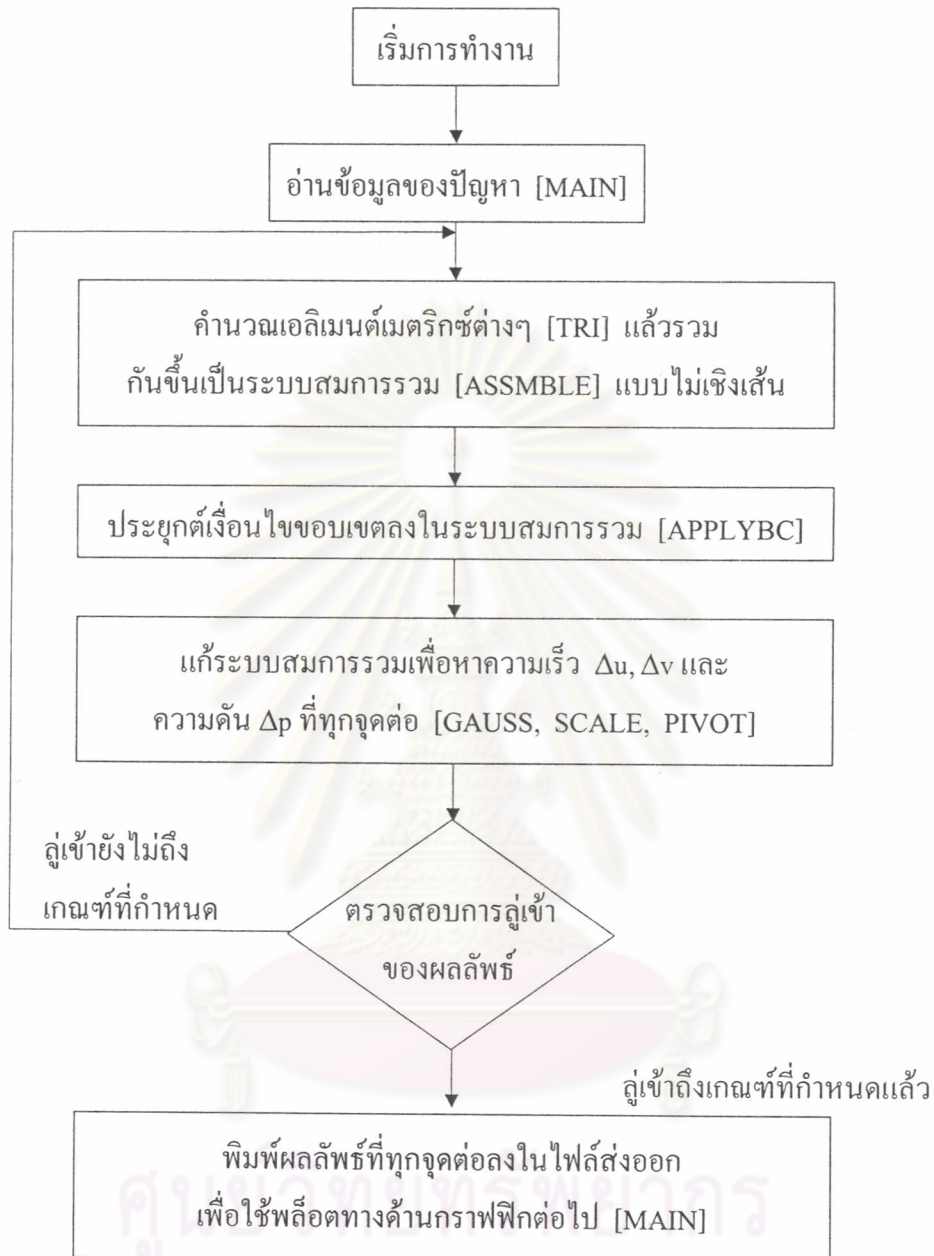 เริ่มการทำงาน
อ่านข้อมูลของปัญหา [MAIN]
คำนวณเอลิเมนต์เมตริกซ์ต่างๆ [TRI] แล้วรวม
กันขึ้นเป็นระบบสมการรวม [ASSMBLE] แบบไม่เชิงเส้น
ประยุกต์เงื่อนไขขอบเขตลงในระบบสมการรวม [APPLYBC]
แก้ระบบสมการรวมเพื่อหาความเร็ว Δu, Δv และ
ความดัน Δp ที่ทุกจุดต่อ [GAUSS, SCALE, PIVOT]
ลู่เข้ายังไม่ถึง
เกณฑ์ที่กำหนด
ตรวจสอบการลู่เข้า
ของผลลัพธ์
ลู่เข้าถึงเกณฑ์ที่กำหนดแล้ว
พิมพ์ผลลัพธ์ที่ทุกจุดต่อลงในไฟล์ส่งออก
เพื่อใช้พล็อตทางด้านกราฟฟิกต่อไป [MAIN]
ศูนย์วิทยทรัพยากร